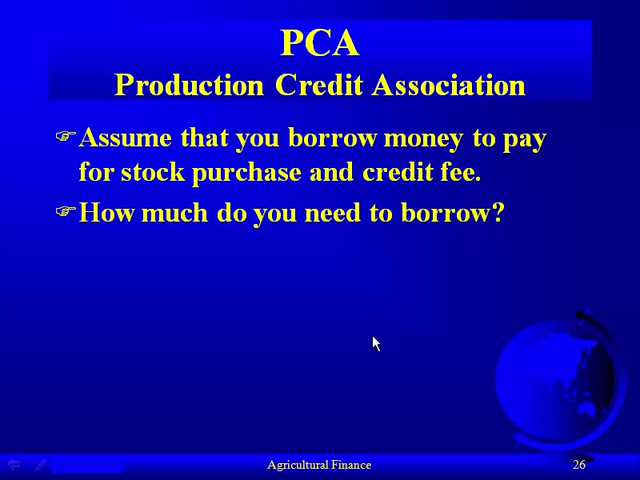 PCA
Production Credit Association
☞Assume that you borrow money to pay
for stock purchase and credit fee.
☞How much do you need to borrow?
Agricultural Finance 26